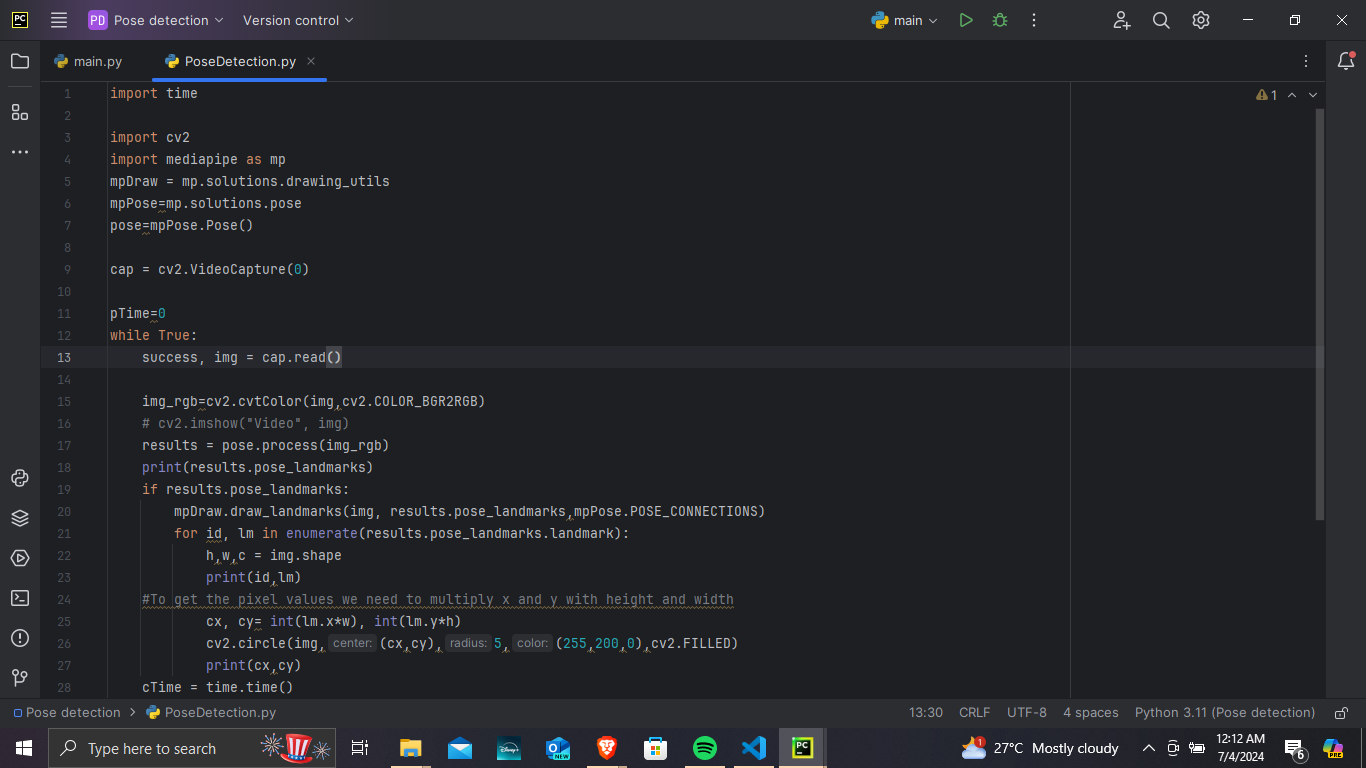 PC
PD Pose detection
Version control
main
main.py
PoseDetection.py
1
1 import time
2
3 import cv2
4 import mediapipe as mp
5 mpDraw = mp.solutions.drawing_utils
6 mpPose=mp.solutions.pose
7 pose=mpPose.Pose()
8
9 cap = cv2.VideoCapture(0)
10
11 pTime=0
12 while True:
13     success, img = cap.read()
14
15     img_rgb=cv2.cvtColor(img,cv2.COLOR_BGR2RGB)
16     # cv2.imshow("Video", img)
17     results = pose.process(img_rgb)
18     print(results.pose_landmarks)
19     if results.pose_landmarks:
20         mpDraw.draw_landmarks(img, results.pose_landmarks,mpPose.POSE_CONNECTIONS)
21         for id, lm in enumerate(results.pose_landmarks.landmark):
22             h,w,c = img.shape
23             print(id,lm)
24     #To get the pixel values we need to multiply x and y with height and width
25             cx, cy= int(lm.x*w), int(lm.y*h)
26             cv2.circle(img, center: (cx,cy), radius: 5, color: (255,200,0),cv2.FILLED)
27             print(cx,cy)
28     cTime = time.time()
Pose detection > PoseDetection.py
13:30 CRLF UTF-8 4 spaces Python 3.11 (Pose detection)
Type here to search
Disney+
NEW
PC
1
27°C Mostly cloudy
12:12 AM
7/4/2024
6
PRE